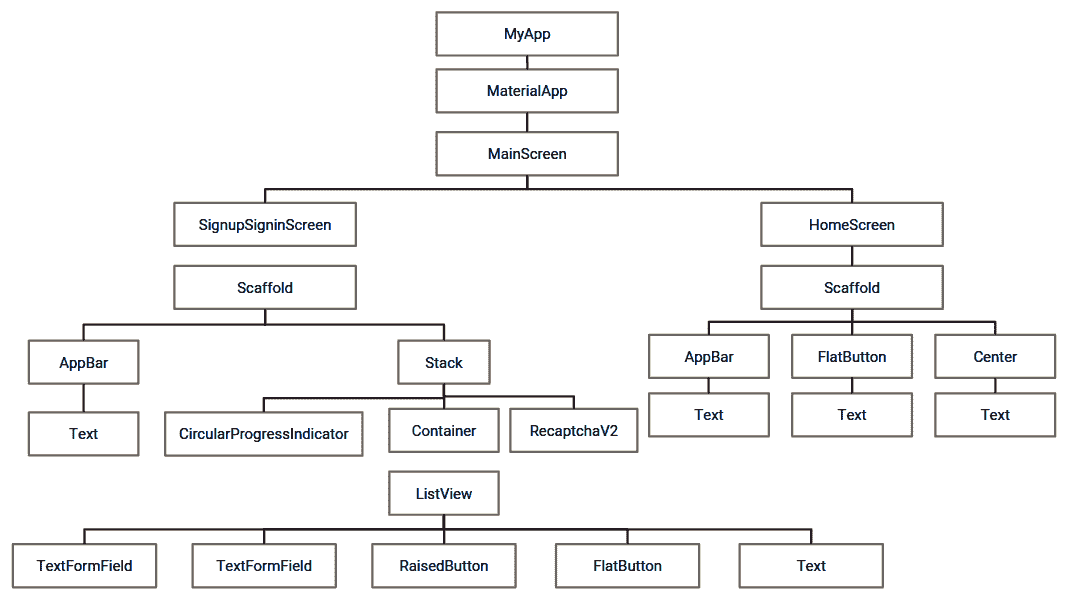 MyApp
MaterialApp
MainScreen
SignupSigninScreen
HomeScreen
Scaffold
Scaffold
AppBar
Stack
AppBar
FlatButton
Center
Text
CircularProgressIndicator
Container
RecaptchaV2
Text
Text
Text
ListView
TextFormField
TextFormField
RaisedButton
FlatButton
Text